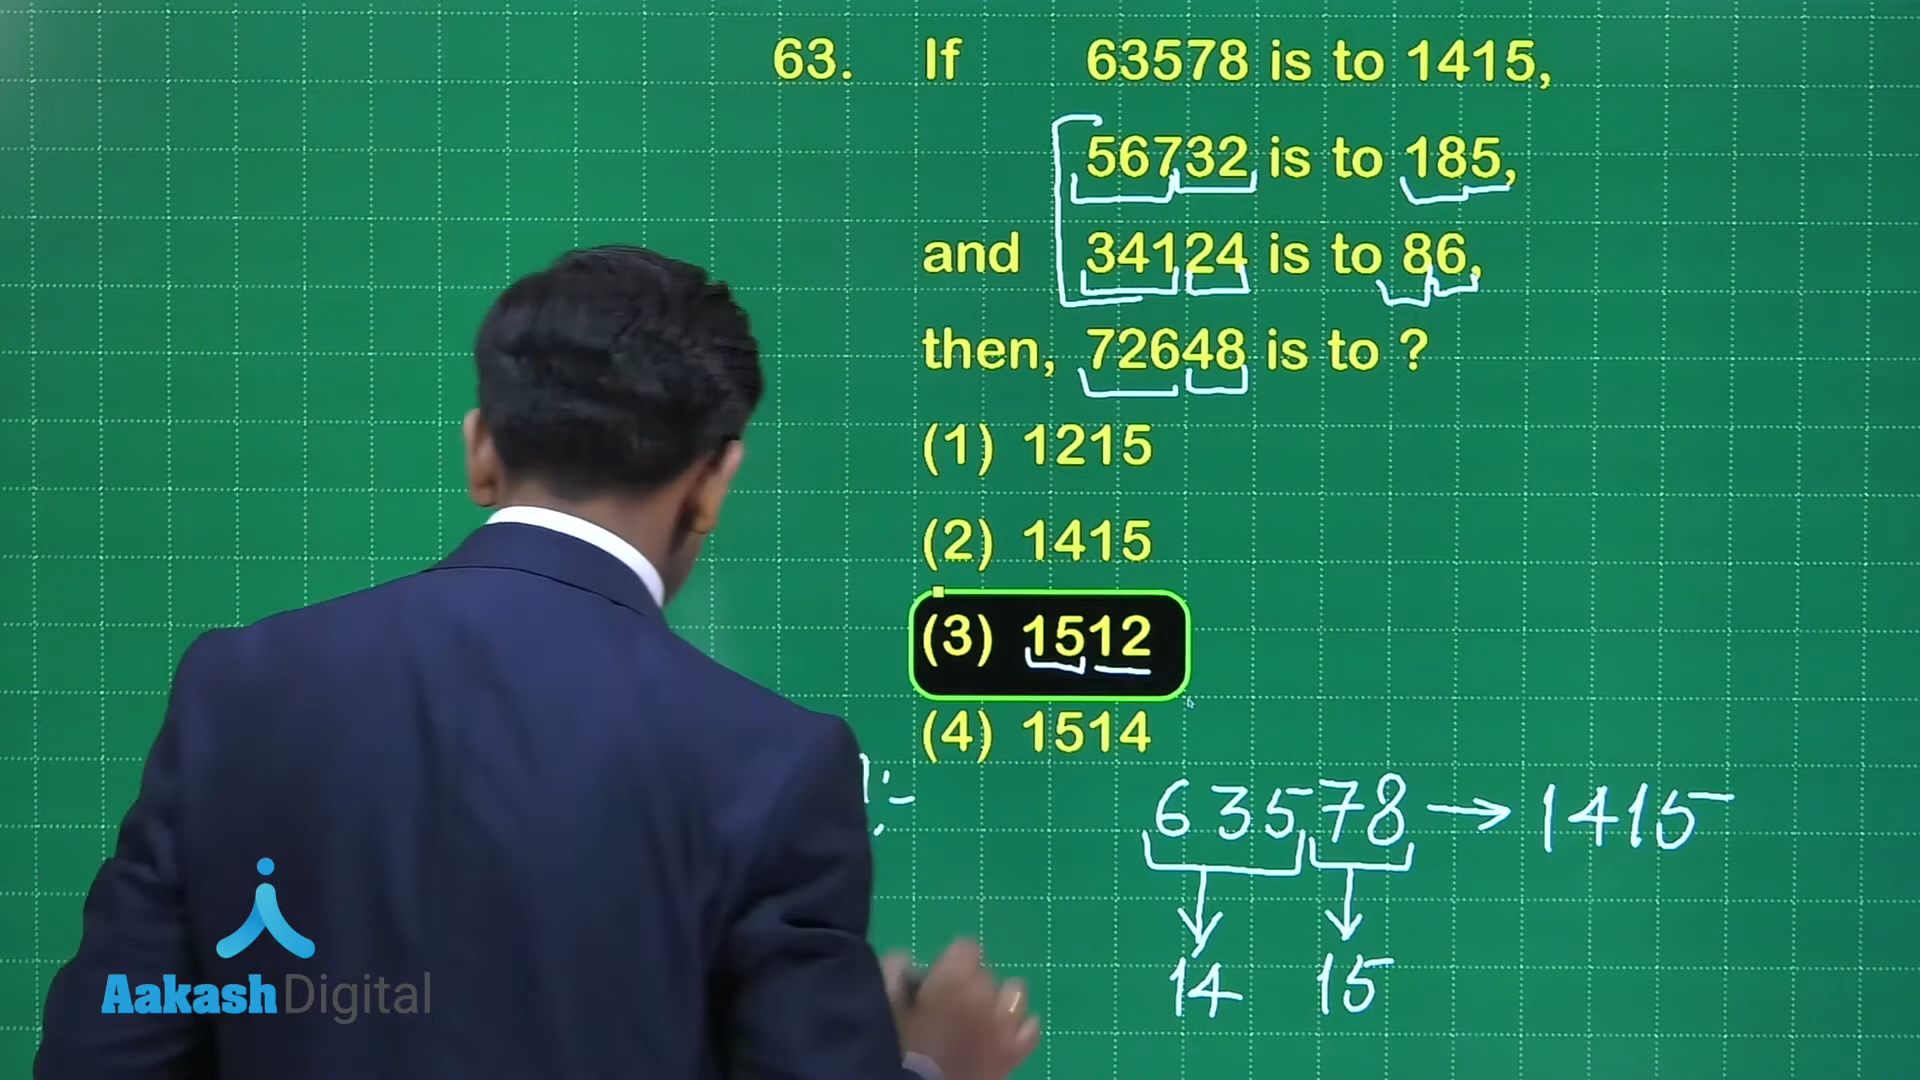 63. If 63578 is to 1415,
56732 is to 185,
and 34124 is to 86,
then, 72648 is to ?
(1) 1215
(2) 1415
(3) 1512
(4) 1514
63578 → 1415
14 15
Aakash Digital